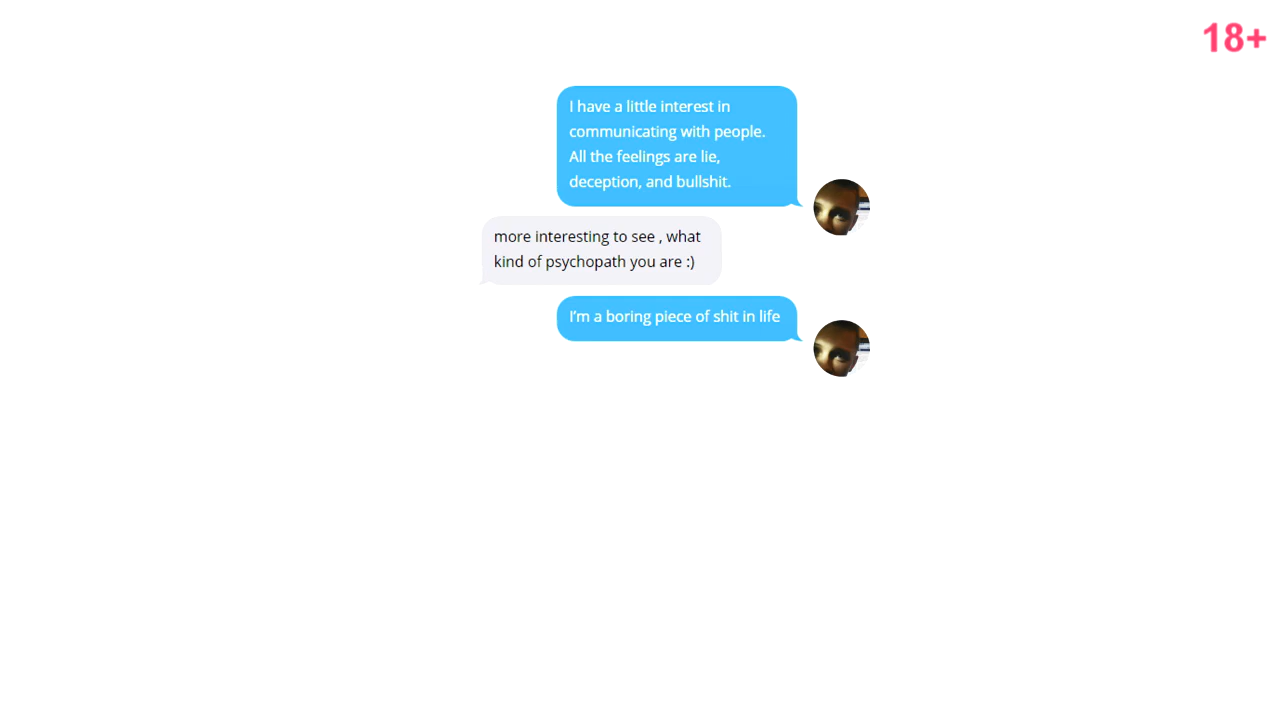 18+
I have a little interest in
communicating with people.
All the feelings are lie,
deception, and bullshit.
more interesting to see , what
kind of psychopath you are :)
I'm a boring piece of shit in life